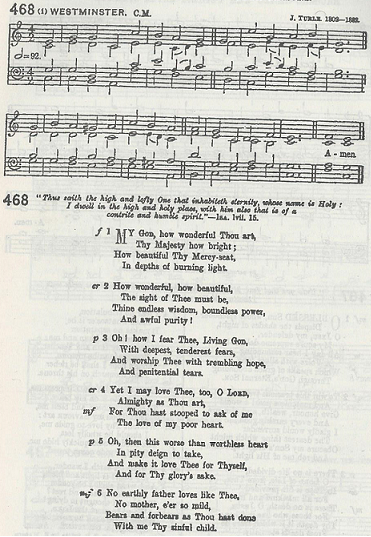 468 (1) WESTMINSTER. C.M.
J. TURLE. 1802—1882.
=92.
A - men
468 "Thus saith the high and lofty One that inhabiteth eternity, whose name is Holy:
I dwell in the high and holy place, with him also that is of a
contrite and humble spirit."—ISA. lvii. 15.
f 1 MY GOD, how wonderful Thou art,
Thy Majesty how bright;
How beautiful Thy Mercy-seat,
In depths of burning light.
cr 2 How wonderful, how beautiful,
The sight of Thee must be,
Thine endless wisdom, boundless power,
And awful purity!
p 3 Oh! how I fear Thee, Living God,
With deepest, tenderest fears,
And worship Thee with trembling hope,
And penitential tears.
cr 4 Yet I may love Thee, too, O LORD,
Almighty as Thou art,
mf For Thou hast stooped to ask of me
The love of my poor heart.
p 5 Oh, then this worse than worthless heart
In pity deign to take,
And make it love Thee for Thyself,
And for Thy glory's sake.
mf 6 No earthly father loves like Thee,
No mother, e'er so mild,
Bears and forbears as Thou hast done
With me Thy sinful child.